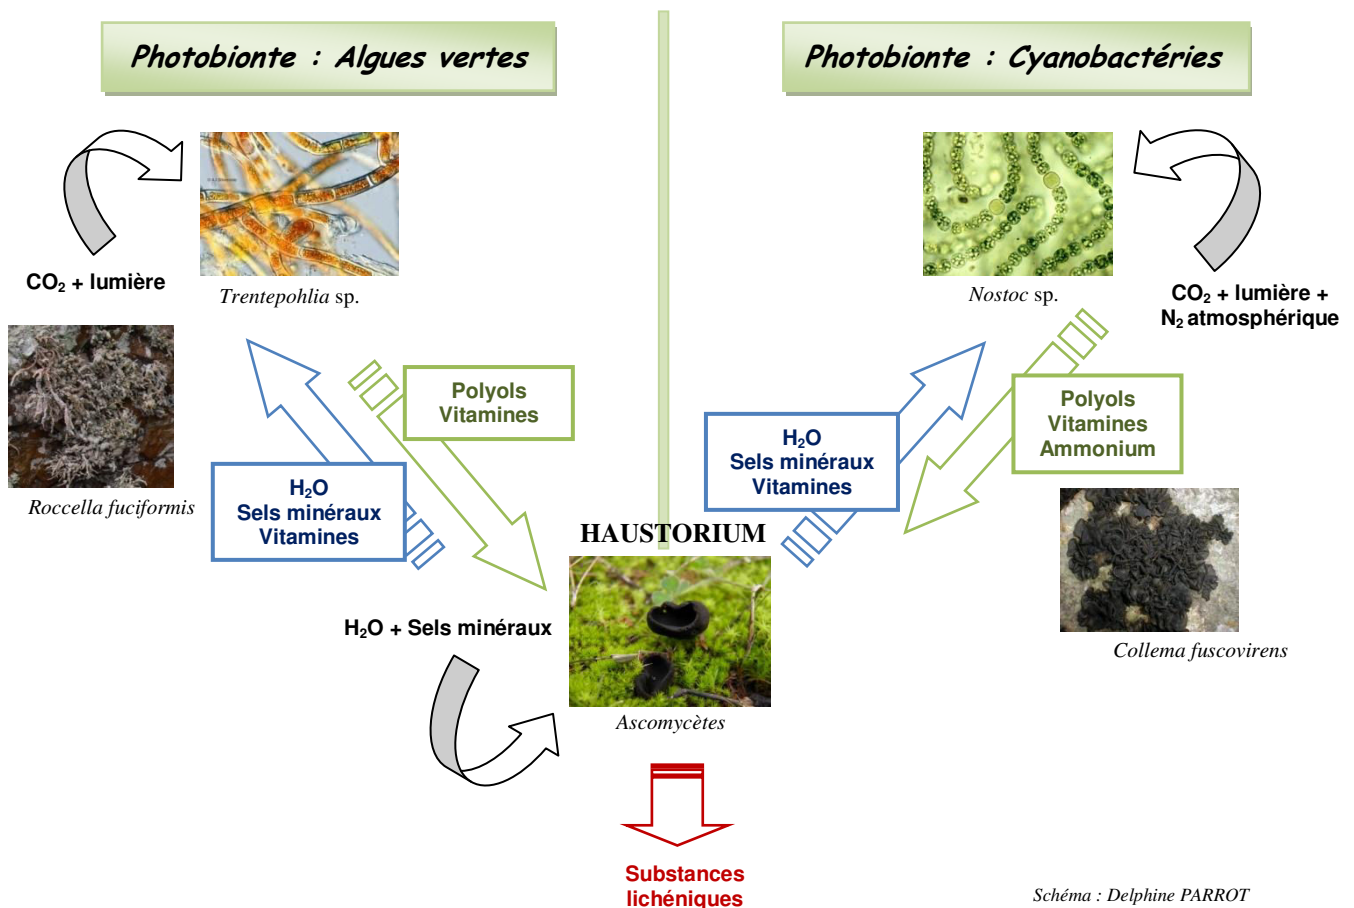 Photobionte : Algues vertes
Photobionte : Cyanobactéries
CO₂ + lumière
Trentepohlia sp.
Nostoc sp.
CO₂ + lumière +
N₂ atmosphérique
Polyols
Vitamines
Polyols
Vitamines
Ammonium
H₂O
Sels minéraux
Vitamines
H₂O
Sels minéraux
Vitamines
Roccella fuciformis
HAUSTORIUM
H₂O + Sels minéraux
Collema fuscovirens
Ascomycètes
Substances
lichéniques
Schéma : Delphine PARROT